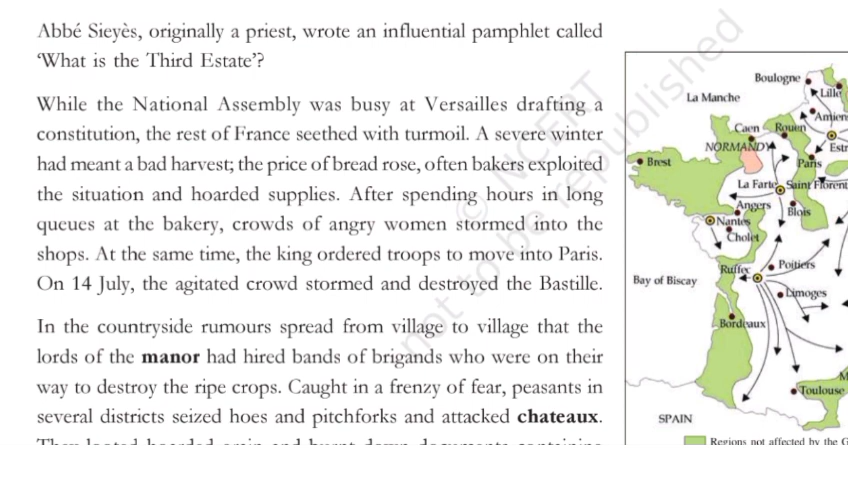 Abbé Sieyès, originally a priest, wrote an influential pamphlet called
‘What is the Third Estate’?
While the National Assembly was busy at Versailles drafting a
constitution, the rest of France seethed with turmoil. A severe winter
had meant a bad harvest; the price of bread rose, often bakers exploited
the situation and hoarded supplies. After spending hours in long
queues at the bakery, crowds of angry women stormed into the
shops. At the same time, the king ordered troops to move into Paris.
On 14 July, the agitated crowd stormed and destroyed the Bastille.
In the countryside rumours spread from village to village that the
lords of the manor had hired bands of brigands who were on their
way to destroy the ripe crops. Caught in a frenzy of fear, peasants in
several districts seized hoes and pitchforks and attacked chateaux.
© NCERT
not to be republished
Boulogne
Lille
La Manche
Amiens
Caen
Rouen
Estr
NORMANDY
Brest
Paris
La Farte
Saint Florent
Angers
Blois
Nantes
Cholet
Ruffec
Poitiers
Bay of Biscay
Limoges
Bordeaux
Toulouse
SPAIN
Regions not affected by the G